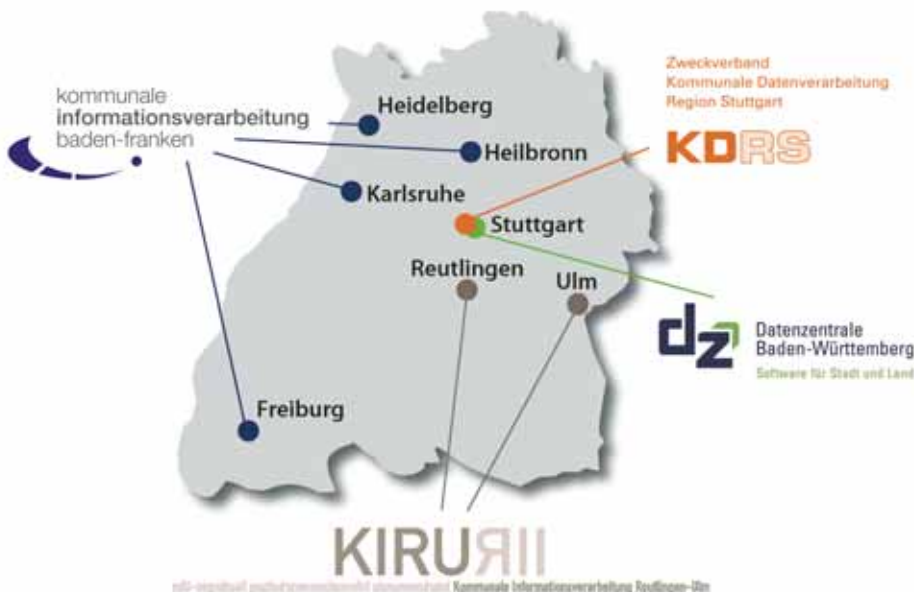 kommunale
informationsverarbeitung
baden-franken
Zweckverband
Kommunale Datenverarbeitung
Region Stuttgart
KDRS
Heidelberg
Heilbronn
Karlsruhe
Stuttgart
Reutlingen
Ulm
Freiburg
dz
Datenzentrale
Baden-Württemberg
Software für Stadt und Land
KIRU
Kommunale Informationsverarbeitung Reutlingen-Ulm